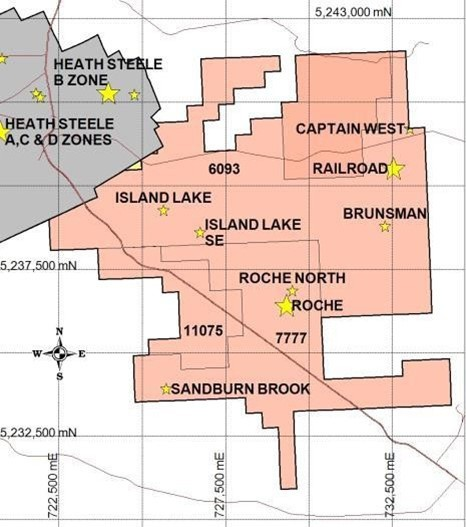 5,243,000 mN
HEATH STEELE
B ZONE
HEATH STEELE
A,C & D ZONES
CAPTAIN WEST
6093
RAILROAD
ISLAND LAKE
ISLAND LAKE
SE
BRUNSMAN
5,237,500 mN
ROCHE NORTH
ROCHE
11075
7777
N
W
E
S
SANDBURN BROOK
5,232,500 mN
722,500 mE
727,500 mE
732,500 mE